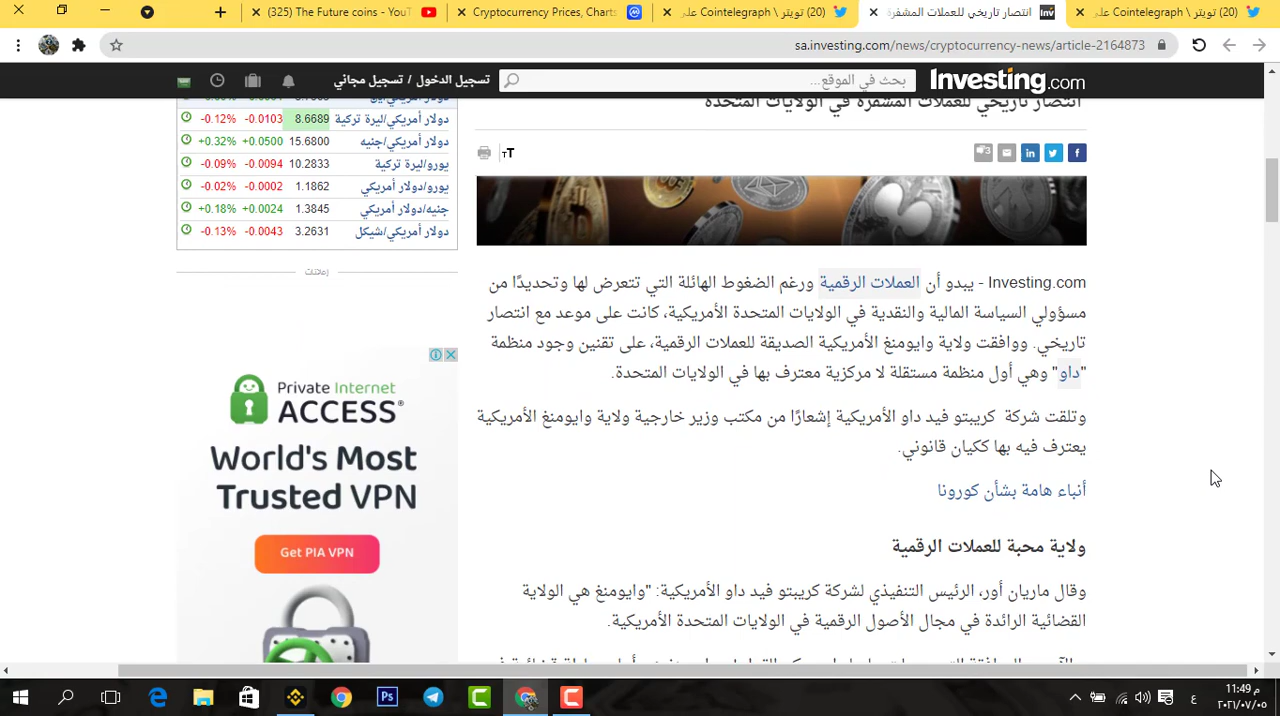 (325) The Future coins - YouT
Cryptocurrency Prices, Charts
(20) تويتر \ Cointelegraph على
انتصار تاريخي للعملات المشفرة
(20) تويتر \ Cointelegraph على
sa.investing.com/news/cryptocurrency-news/article-2164873
Investing.com
بحث في الموقع...
تسجيل الدخول / تسجيل مجاني
انتصار تاريخي للعملات المشفرة في الولايات المتحدة
3
тT
دولار أمريكي/ليرة تركية 8.6689 -0.0103 -0.12%
دولار أمريكي/جنيه 15.6800 +0.0500 +0.32%
يورو/ليرة تركية 10.2833 -0.0094 -0.09%
يورو/دولار أمريكي 1.1862 -0.0002 -0.02%
جنيه/دولار أمريكي 1.3845 +0.0024 +0.18%
دولار أمريكي/شيكل 3.2631 -0.0043 -0.13%
إعلانات
Investing.com - يبدو أن العملات الرقمية ورغم الضغوط الهائلة التي تتعرض لها وتحديدًا من
مسؤولي السياسة المالية والنقدية في الولايات المتحدة الأمريكية، كانت على موعد مع انتصار
تاريخي. ووافقت ولاية وايومنغ الأمريكية الصديقة للعملات الرقمية، على تقنين وجود منظمة
"داو" وهي أول منظمة مستقلة لا مركزية معترف بها في الولايات المتحدة.
وتلقت شركة كريبتو فيد داو الأمريكية إشعارًا من مكتب وزير خارجية ولاية وايومنغ الأمريكية
يعترف فيه بها ككيان قانوني.
أنباء هامة بشأن كورونا
ولاية محبة للعملات الرقمية
وقال ماريان أور، الرئيس التنفيذي لشركة كريبتو فيد داو الأمريكية: "وايومنغ هي الولاية
القضائية الرائدة في مجال الأصول الرقمية في الولايات المتحدة الأمريكية.
Private Internet
ACCESS®
World's Most
Trusted VPN
Get PIA VPN
Ps
ع
11:49 م
٢٠٢١/٠٧/٠٥